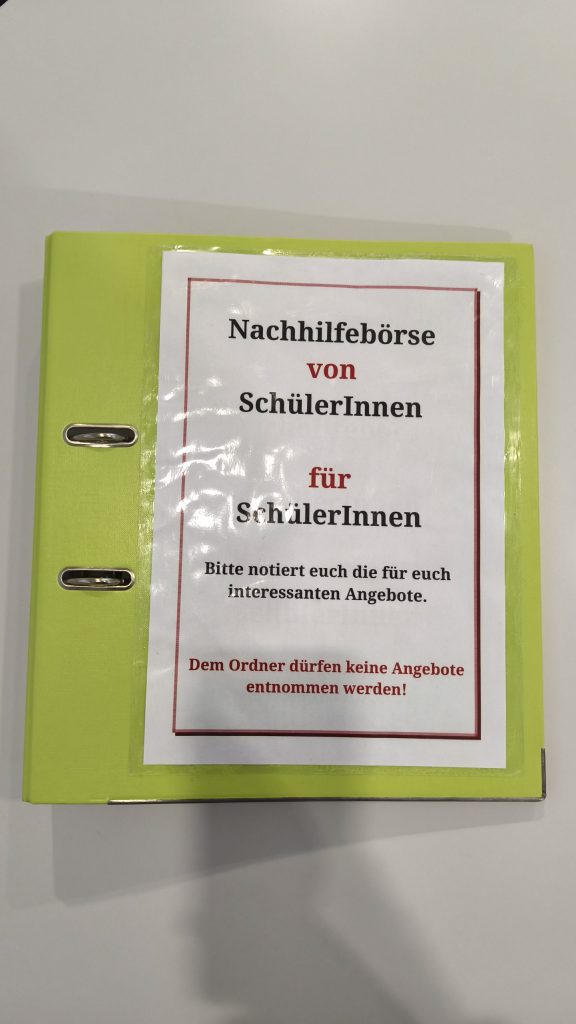 Nachhilfebörse
von
SchülerInnen
für
SchülerInnen
Bitte notiert euch die für euch
interessanten Angebote.
Dem Ordner dürfen keine Angebote
entnommen werden!